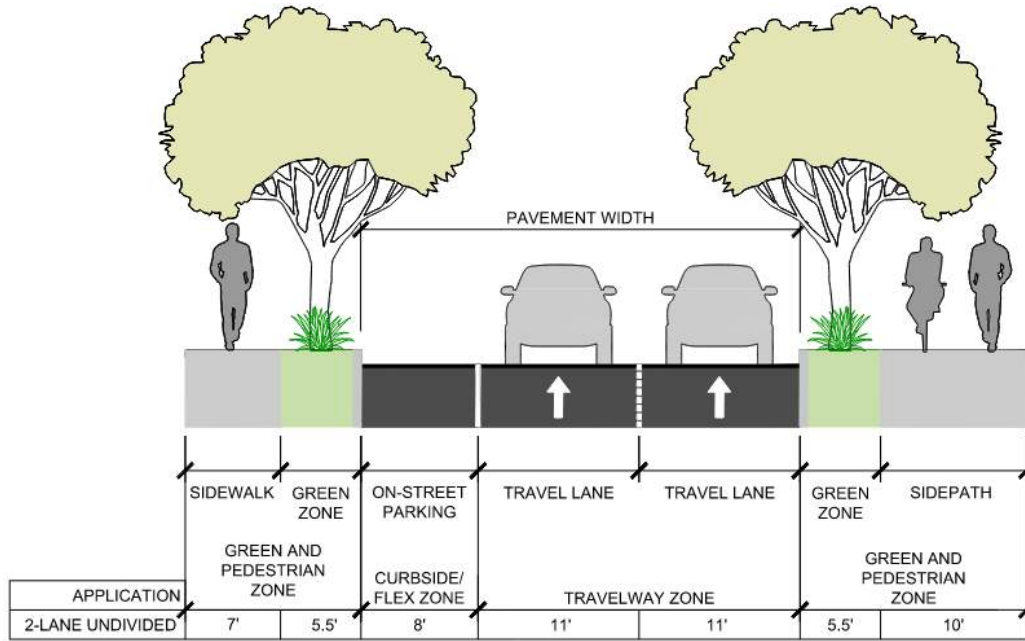 PAVEMENT WIDTH
SIDEWALK
GREEN
ZONE
ON-STREET
PARKING
TRAVEL LANE
TRAVEL LANE
GREEN
ZONE
SIDEPATH
GREEN AND
PEDESTRIAN
ZONE
CURBSIDE/
FLEX ZONE
TRAVELWAY ZONE
GREEN AND
PEDESTRIAN
ZONE
APPLICATION
2-LANE UNDIVIDED 7' 5.5' 8' 11' 11' 5.5' 10'